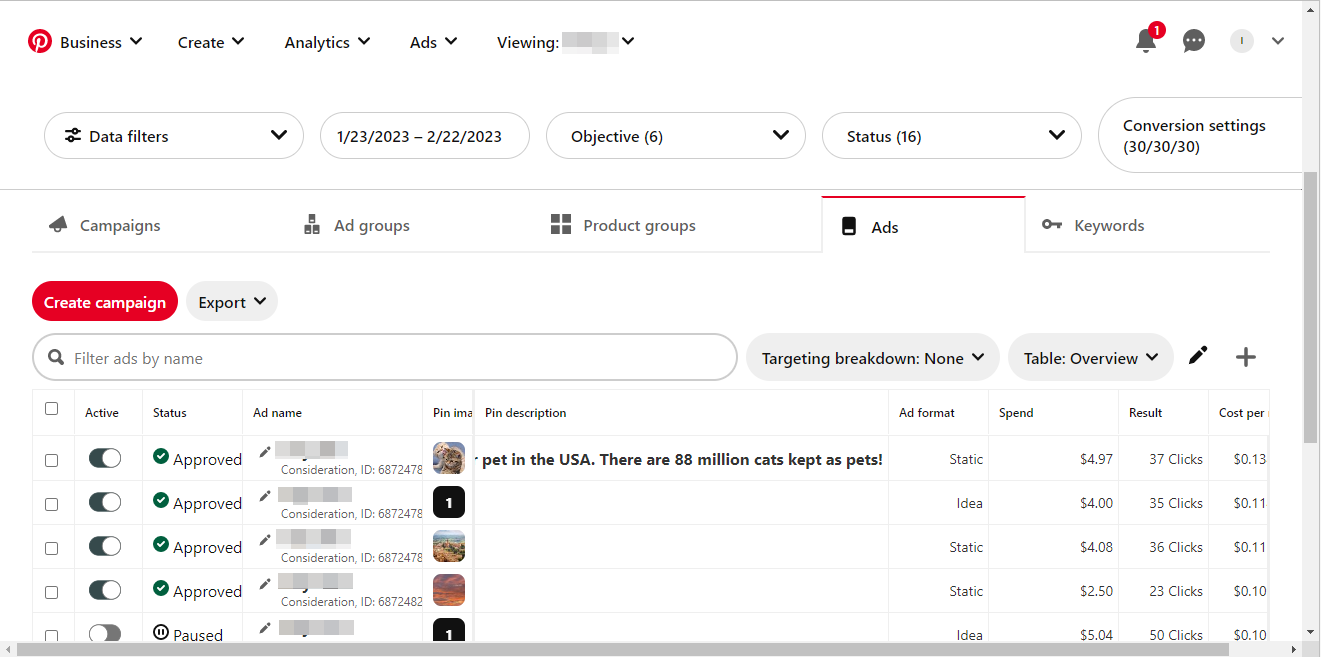 Business Create Analytics Ads Viewing: 1 I
Data filters 1/23/2023 – 2/22/2023 Objective (6) Status (16) Conversion settings
(30/30/30)
Campaigns Ad groups Product groups Ads Keywords
Create campaign Export
Filter ads by name Targeting breakdown: None Table: Overview
Active Status Ad name Pin ima Pin description Ad format Spend Result Cost per
Approved pet in the USA. There are 88 million cats kept as pets! Static $4.97 37 Clicks $0.13
Consideration, ID: 6872478
Approved 1 Idea $4.00 35 Clicks $0.11
Consideration, ID: 6872478
Approved Static $4.08 36 Clicks $0.11
Consideration, ID: 6872478
Approved Static $2.50 23 Clicks $0.10
Consideration, ID: 6872482
Paused 1 Idea $5.04 50 Clicks $0.10